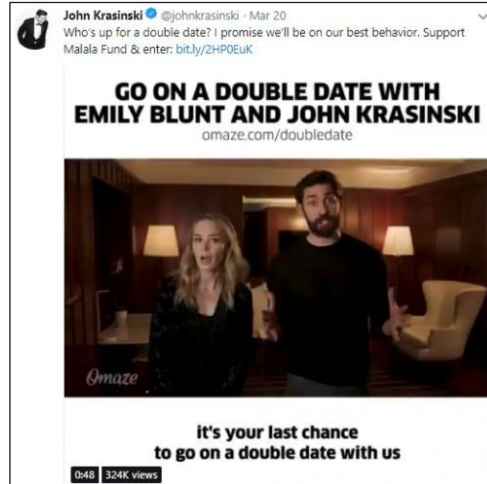 John Krasinski @johnkrasinski · Mar 20
Who's up for a double date? I promise we'll be on our best behavior. Support
Malala Fund & enter: bit.ly/2HP0EuK
GO ON A DOUBLE DATE WITH
EMILY BLUNT AND JOHN KRASINSKI
omaze.com/doubledate
Omaze
it's your last chance
to go on a double date with us
0:48 324K views